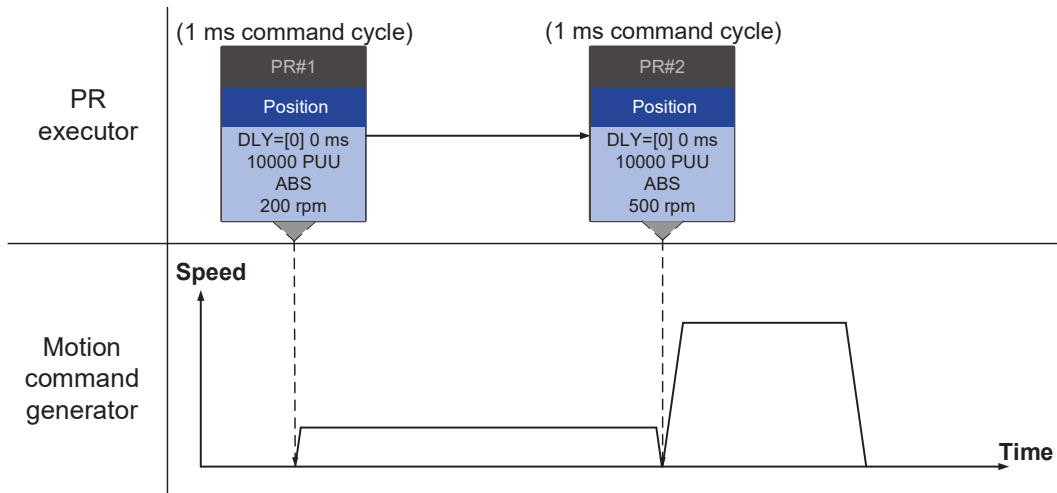 (1 ms command cycle)
(1 ms command cycle)
PR
executor
PR#1
Position
DLY=[0] 0 ms
10000 PUU
ABS
200 rpm
PR#2
Position
DLY=[0] 0 ms
10000 PUU
ABS
500 rpm
Motion
command
generator
Speed
Time